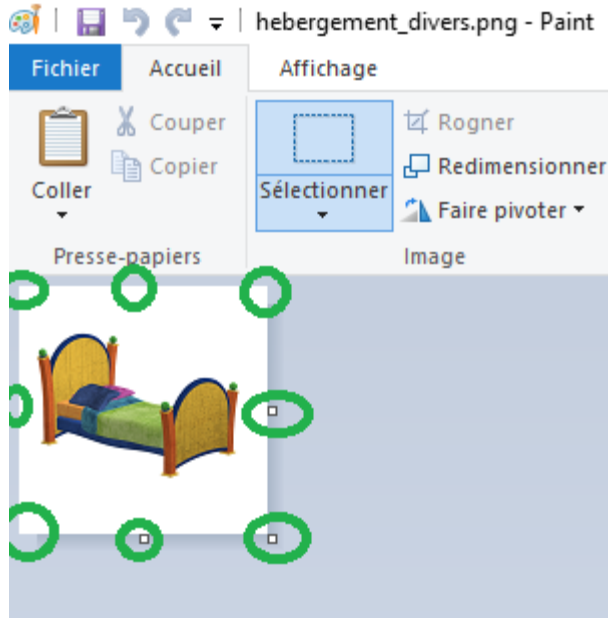 hebergement_divers.png - Paint
Fichier Accueil Affichage
Couper
Copier
Coller
Presse-papiers
Sélectionner
Rogner
Redimensionner
Faire pivoter
Image